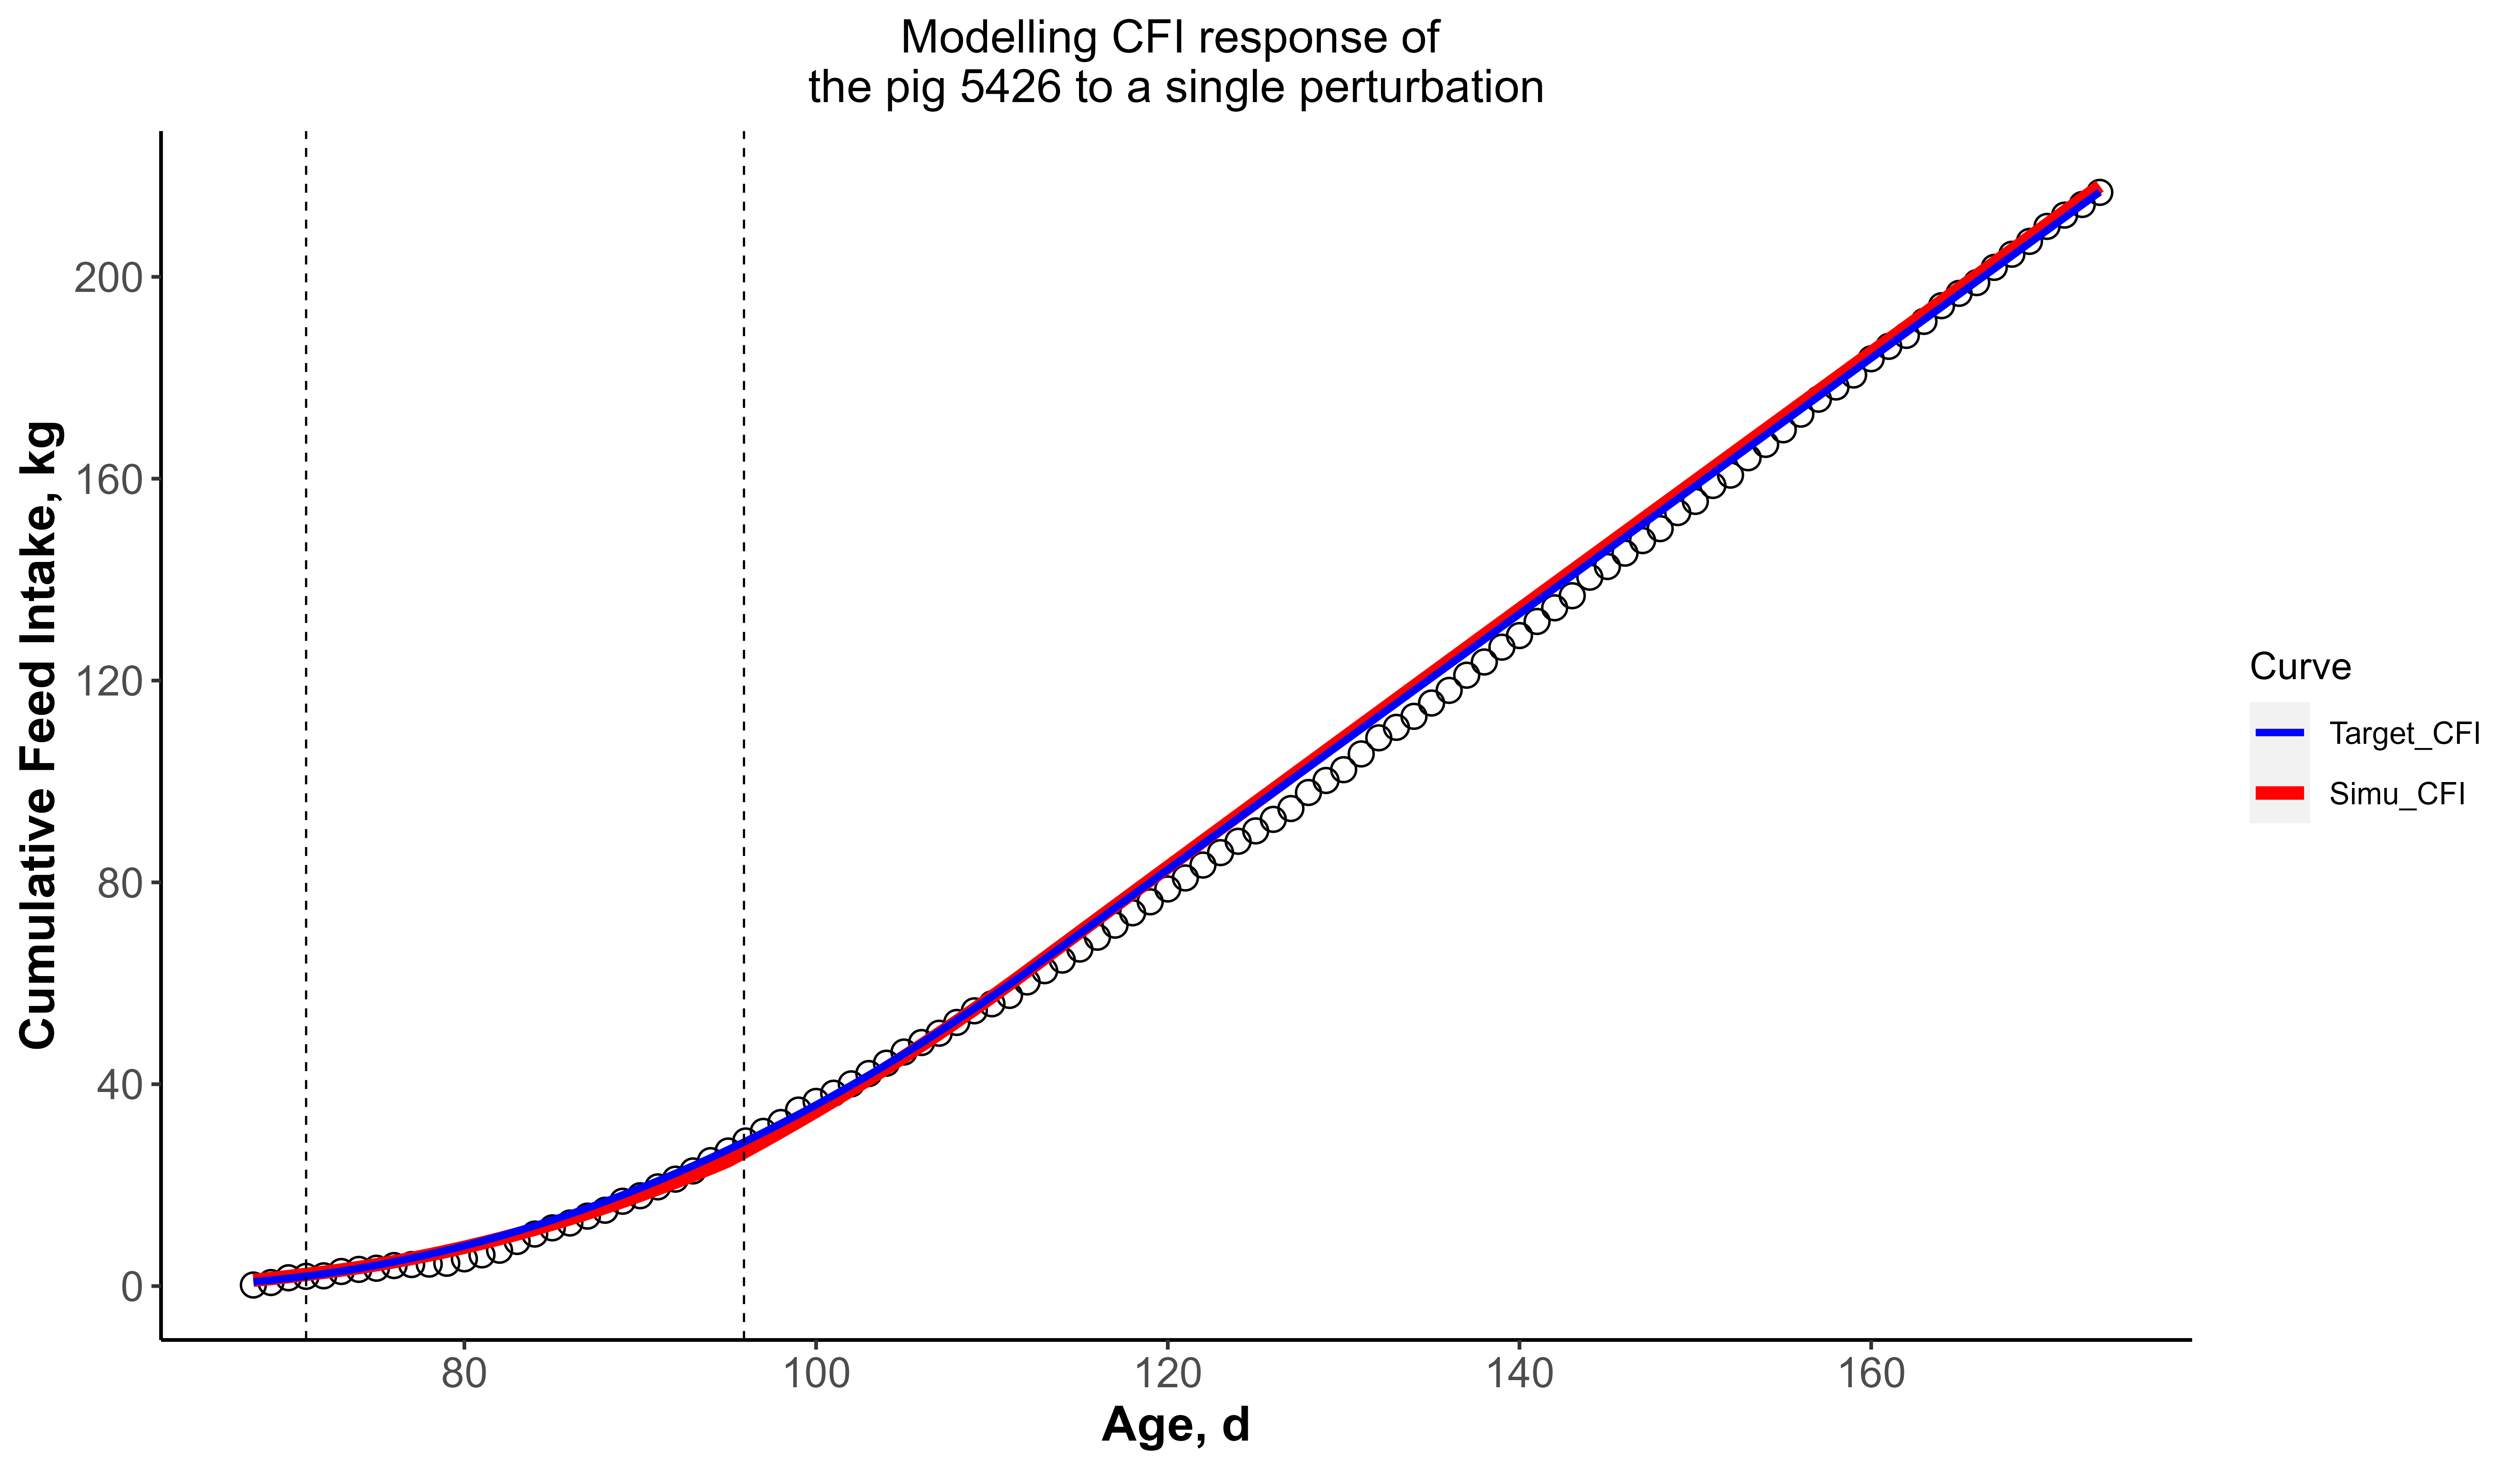 Modelling CFI response of
the pig 5426 to a single perturbation
Cumulative Feed Intake, kg
200
160
120
80
40
0
80 100 120 140 160
Age, d
Curve
Target_CFI
Simu_CFI